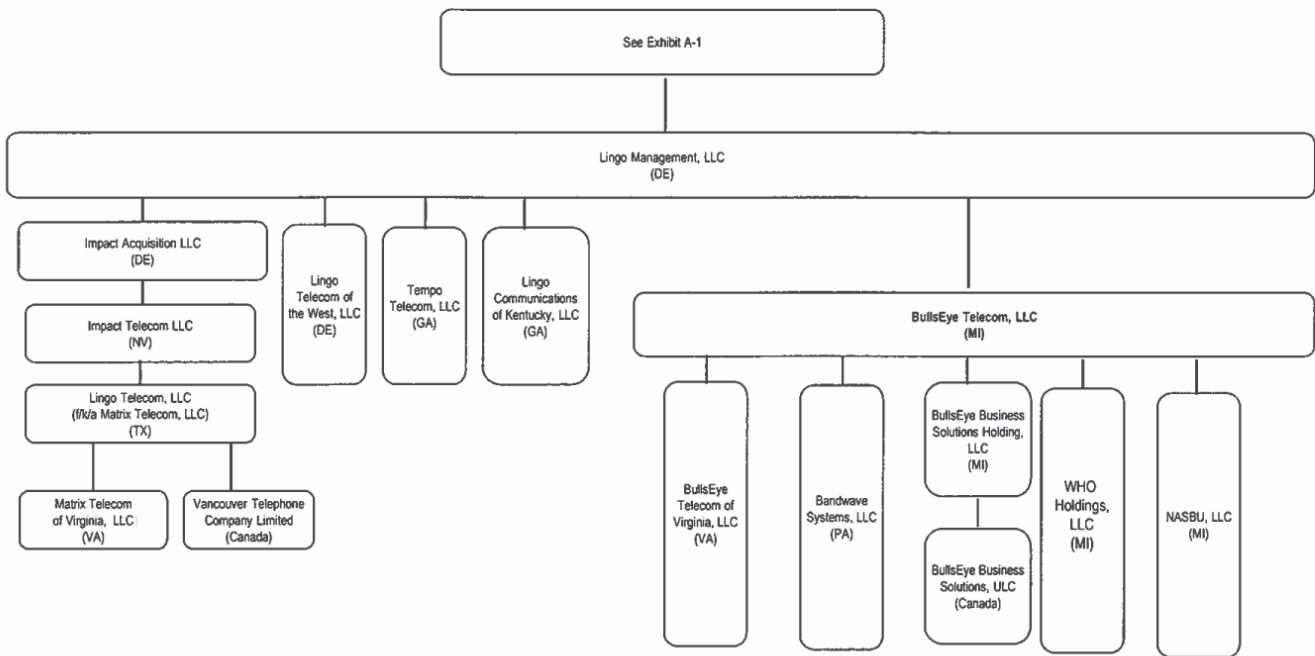 See Exhibit A-1
Lingo Management, LLC
(DE)
Impact Acquisition LLC
(DE)
Impact Telecom LLC
(NV)
Lingo Telecom, LLC
(f/k/a Matrix Telecom, LLC)
(TX)
Matrix Telecom
of Virginia, LLC
(VA)
Vancouver Telephone
Company Limited
(Canada)
Lingo
Telecom of
the West, LLC
(DE)
Tempo
Telecom, LLC
(GA)
Lingo
Communications
of Kentucky, LLC
(GA)
BullsEye Telecom, LLC
(MI)
BullsEye
Telecom of
Virginia, LLC
(VA)
Bandwave
Systems, LLC
(PA)
BullsEye Business
Solutions Holding,
LLC
(MI)
BullsEye Business
Solutions, ULC
(Canada)
WHO
Holdings,
LLC
(MI)
NASBU, LLC
(MI)